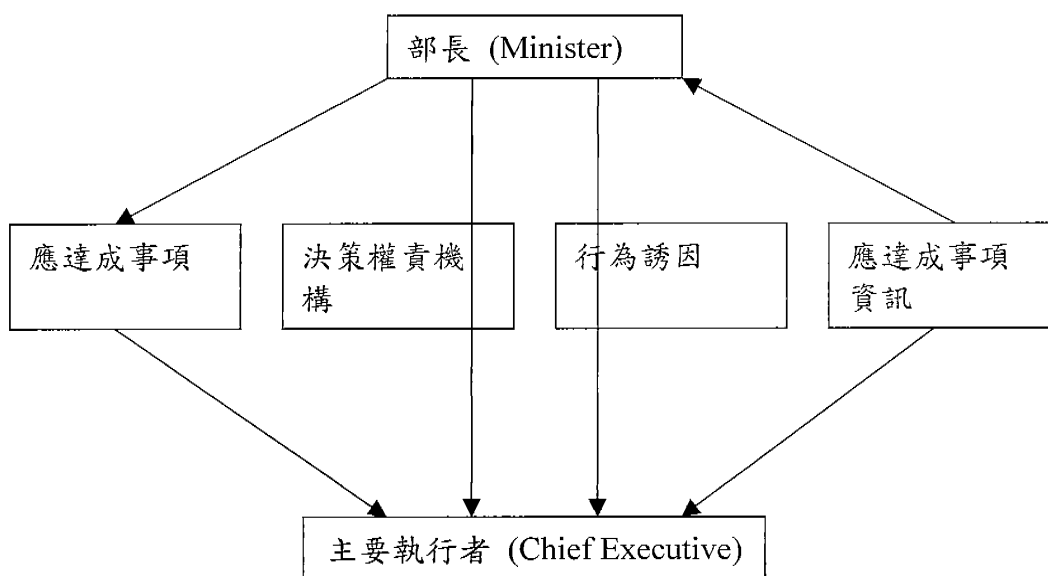 部長 (Minister)
應達成事項
決策權責機
構
行為誘因
應達成事項
資訊
主要執行者 (Chief Executive)